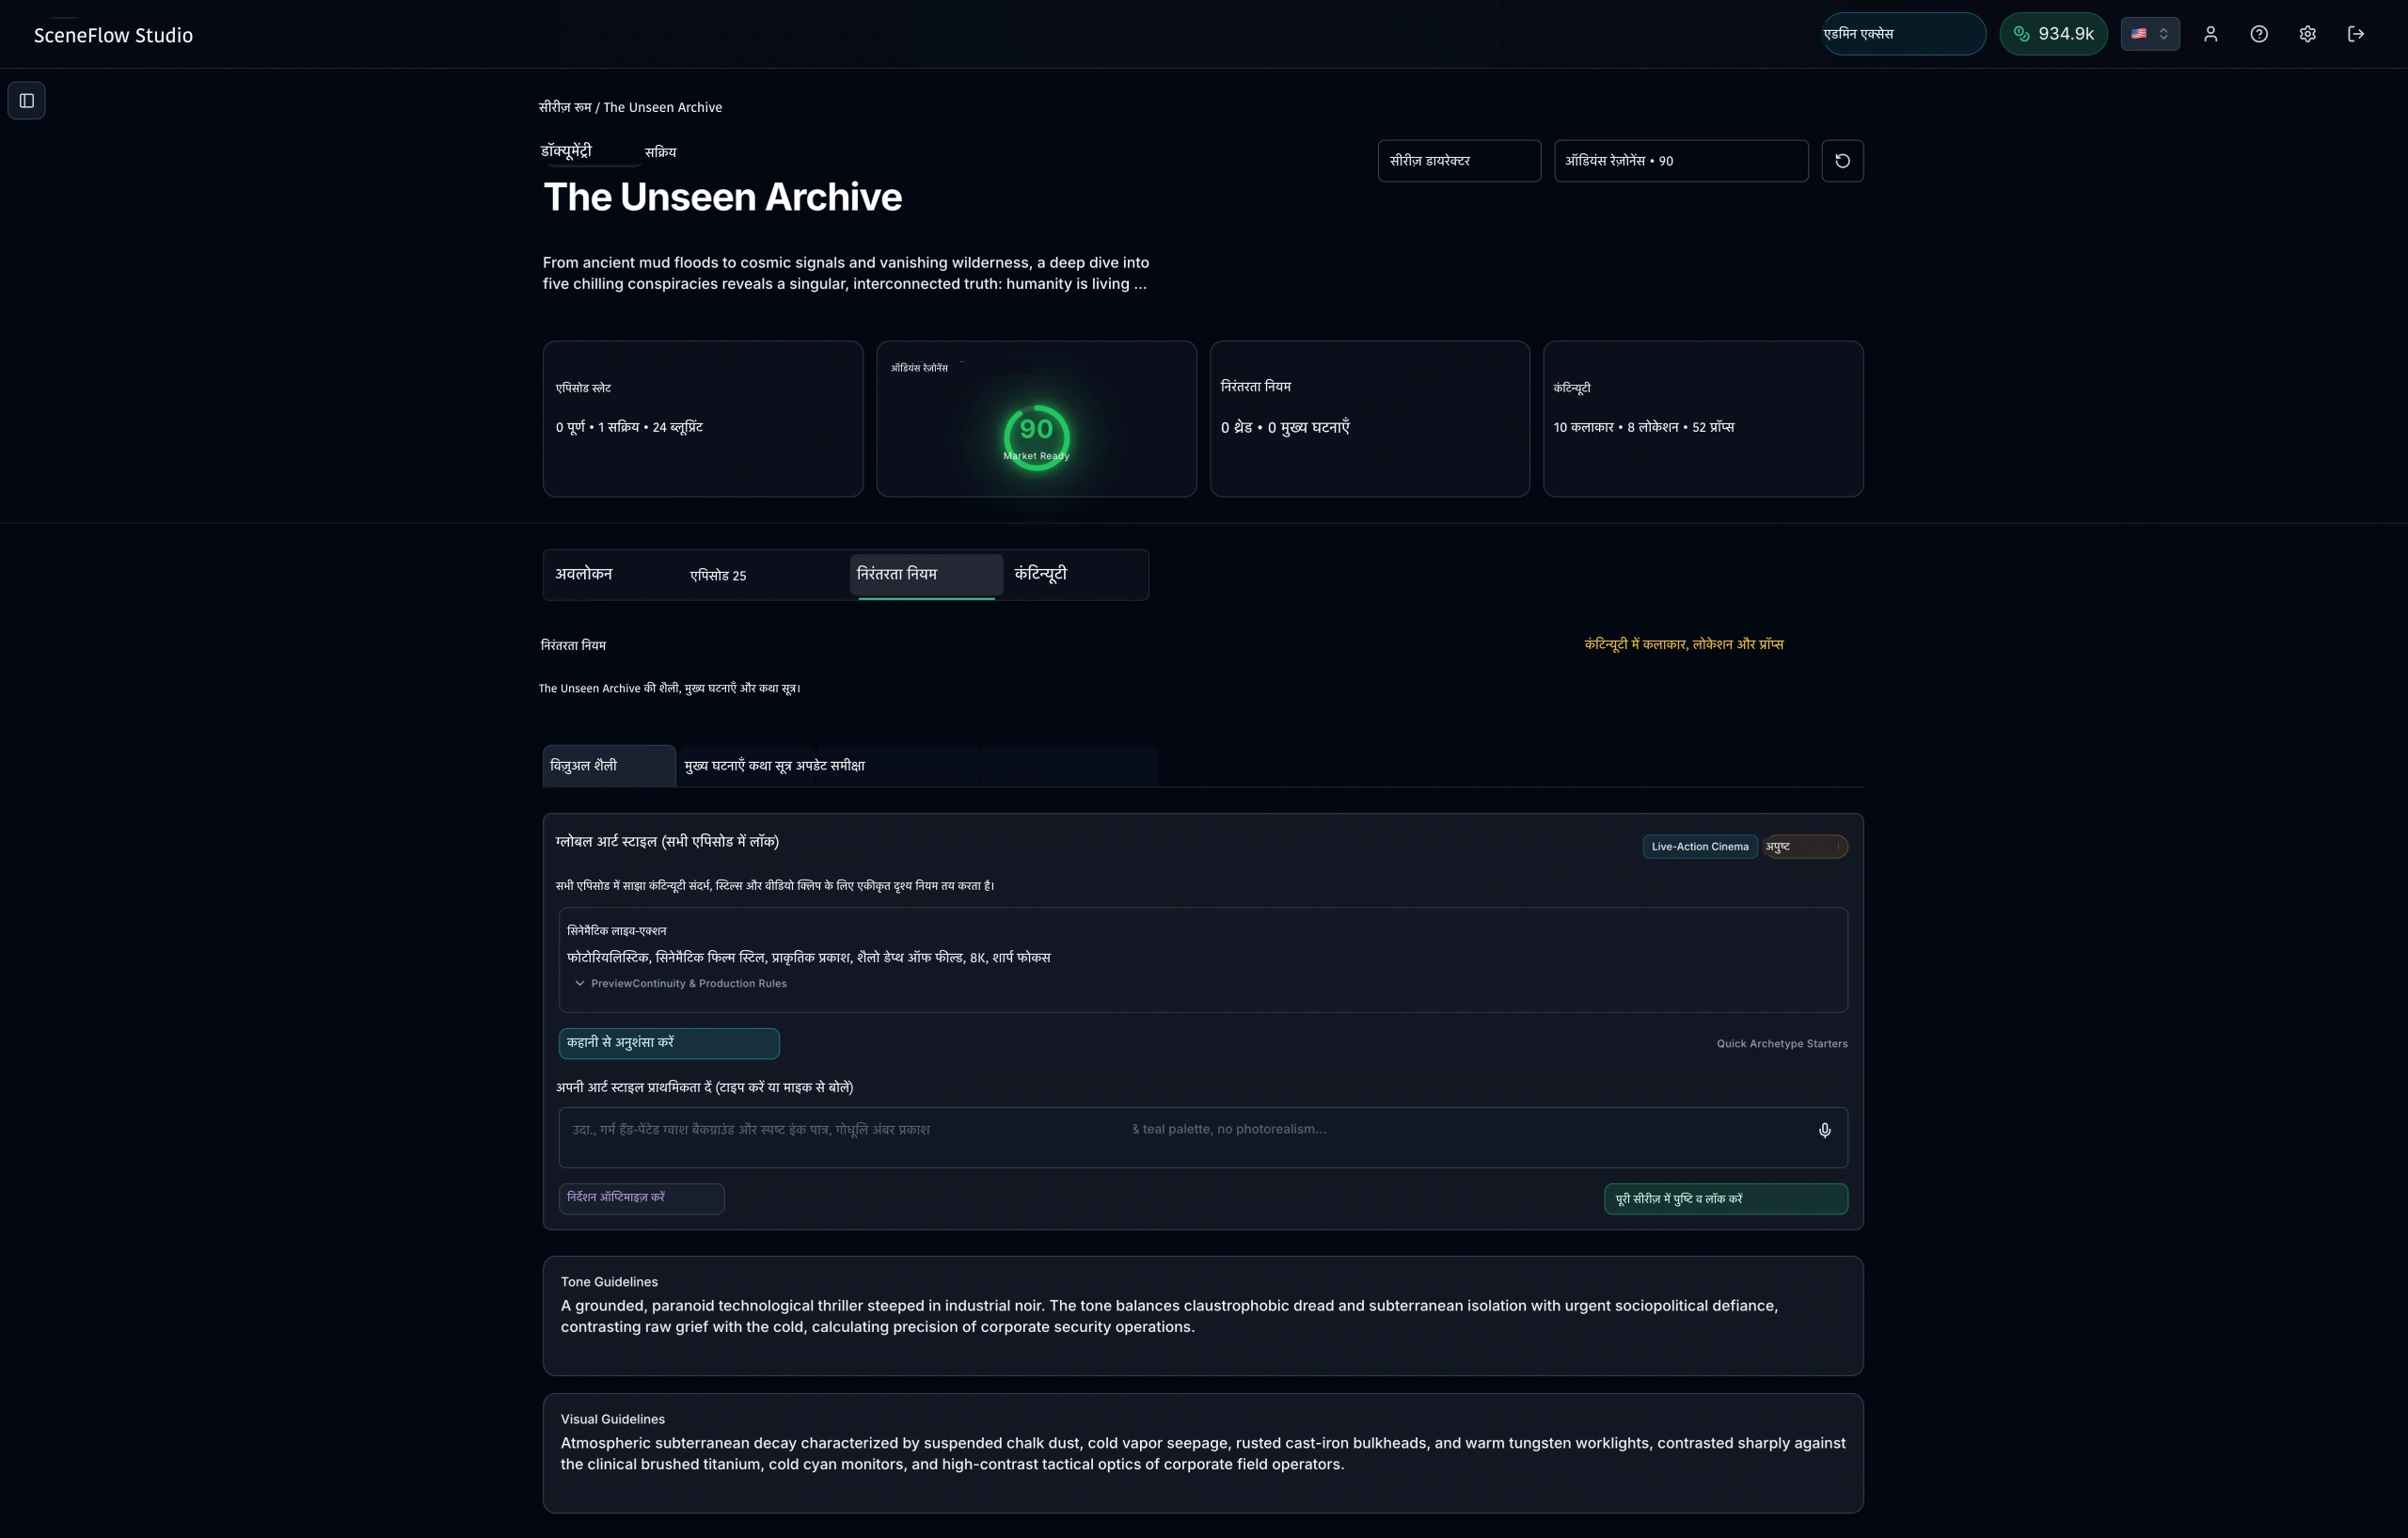 SceneFlow Studio
एडमिन एक्सेस
934.9k
सीरीज़ रूम / The Unseen Archive
डॉक्यूमेंट्री
सक्रिय
सीरीज़ डायरेक्टर
ऑडियंस रेज़ोनेंस • 90
The Unseen Archive
From ancient mud floods to cosmic signals and vanishing wilderness, a deep dive into
five chilling conspiracies reveals a singular, interconnected truth: humanity is living ...
एपिसोड स्लेट
0 पूर्ण • 1 सक्रिय • 24 ब्लूप्रिंट
ऑडियंस रेज़ोनेंस
90
Market Ready
निरंतरता नियम
0 थ्रेड • 0 मुख्य घटनाएँ
कंटिन्यूटी
10 कलाकार • 8 लोकेशन • 52 प्रॉप्स
अवलोकन
एपिसोड 25
निरंतरता नियम
कंटिन्यूटी
निरंतरता नियम
कंटिन्यूटी में कलाकार, लोकेशन और प्रॉप्स
The Unseen Archive की शैली, मुख्य घटनाएँ और कथा सूत्र।
विज़ुअल शैली
मुख्य घटनाएँ कथा सूत्र अपडेट समीक्षा
ग्लोबल आर्ट स्टाइल (सभी एपिसोड में लॉक)
Live-Action Cinema
अपुष्ट
सभी एपिसोड में साझा कंटिन्यूटी संदर्भ, स्टिल्स और वीडियो क्लिप के लिए एकीकृत दृश्य नियम तय करता है।
सिनेमैटिक लाइव-एक्शन
फोटोरियलिस्टिक, सिनेमैटिक फिल्म स्टिल, प्राकृतिक प्रकाश, शैलो डेप्थ ऑफ फील्ड, 8K, शार्प फोकस
PreviewContinuity & Production Rules
कहानी से अनुशंसा करें
Quick Archetype Starters
अपनी आर्ट स्टाइल प्राथमिकता दें (टाइप करें या माइक से बोलें)
उदा., गर्म हैंड-पेंटेड ग्वाश बैकग्राउंड और स्पष्ट इंक पात्र, गोधूलि अंबर प्रकाश
& teal palette, no photorealism...
निर्देशन ऑप्टिमाइज़ करें
पूरी सीरीज़ में पुष्टि व लॉक करें
Tone Guidelines
A grounded, paranoid technological thriller steeped in industrial noir. The tone balances claustrophobic dread and subterranean isolation with urgent sociopolitical defiance,
contrasting raw grief with the cold, calculating precision of corporate security operations.
Visual Guidelines
Atmospheric subterranean decay characterized by suspended chalk dust, cold vapor seepage, rusted cast-iron bulkheads, and warm tungsten worklights, contrasted sharply against
the clinical brushed titanium, cold cyan monitors, and high-contrast tactical optics of corporate field operators.